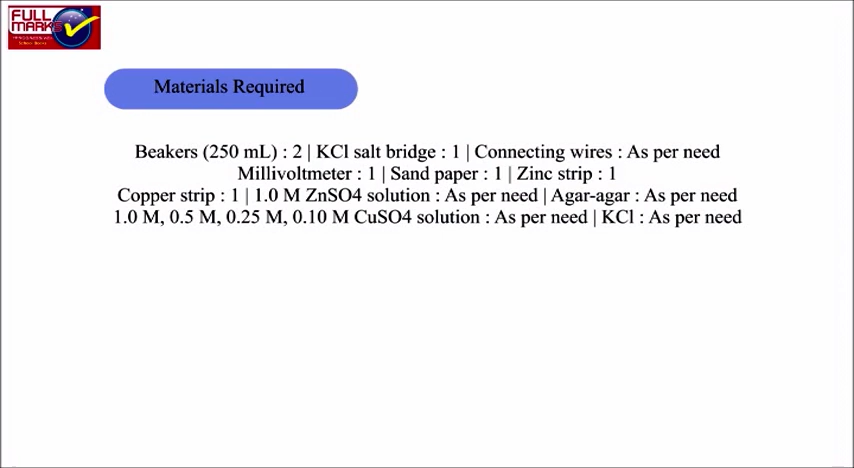 FULL
MARKS
Materials Required
Beakers (250 mL) : 2 | KCl salt bridge : 1 | Connecting wires : As per need
Millivoltmeter : 1 | Sand paper : 1 | Zinc strip : 1
Copper strip : 1 | 1.0 M ZnSO4 solution : As per need | Agar-agar : As per need
1.0 M, 0.5 M, 0.25 M, 0.10 M CuSO4 solution : As per need | KCl : As per need